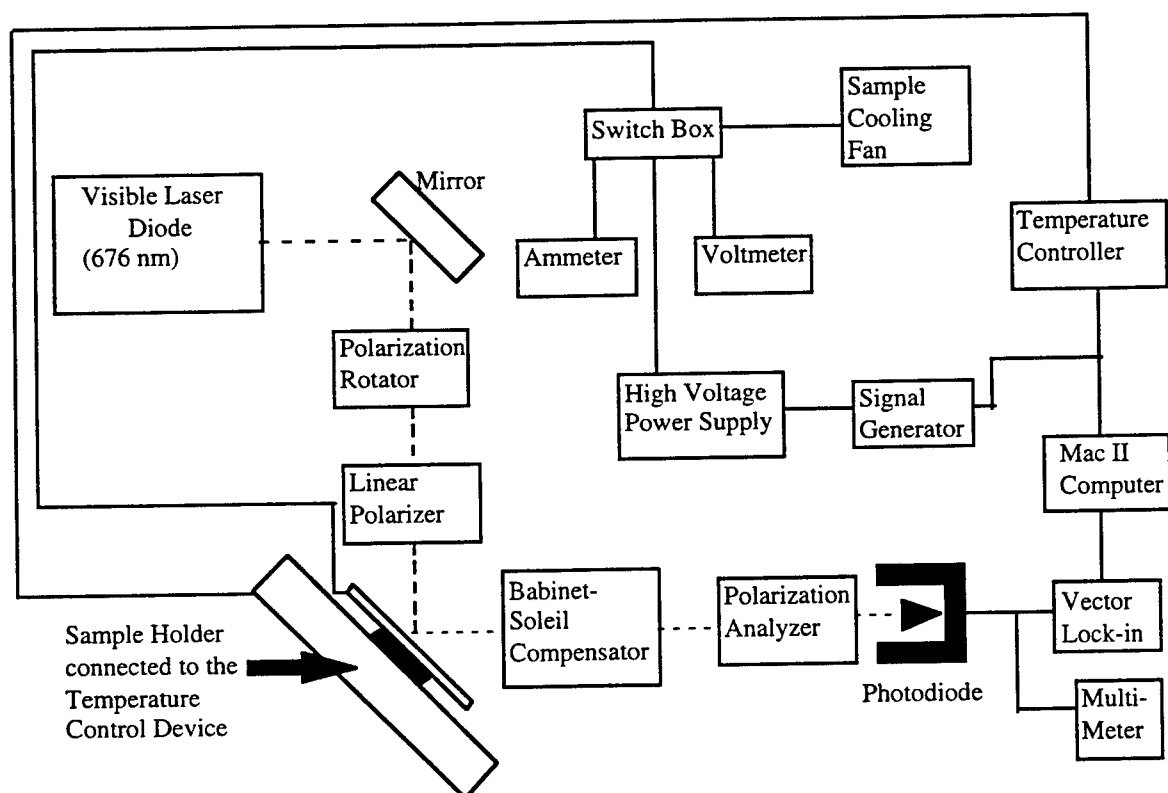 Sample
Cooling
Fan
Switch Box
Mirror
Visible Laser
Diode
(676 nm)
Ammeter
Voltmeter
Temperature
Controller
Polarization
Rotator
High Voltage
Power Supply
Signal
Generator
Mac II
Computer
Linear
Polarizer
Babinet-
Soleil
Compensator
Polarization
Analyzer
Vector
Lock-in
Sample Holder
connected to the
Temperature
Control Device
Photodiode
Multi-
Meter